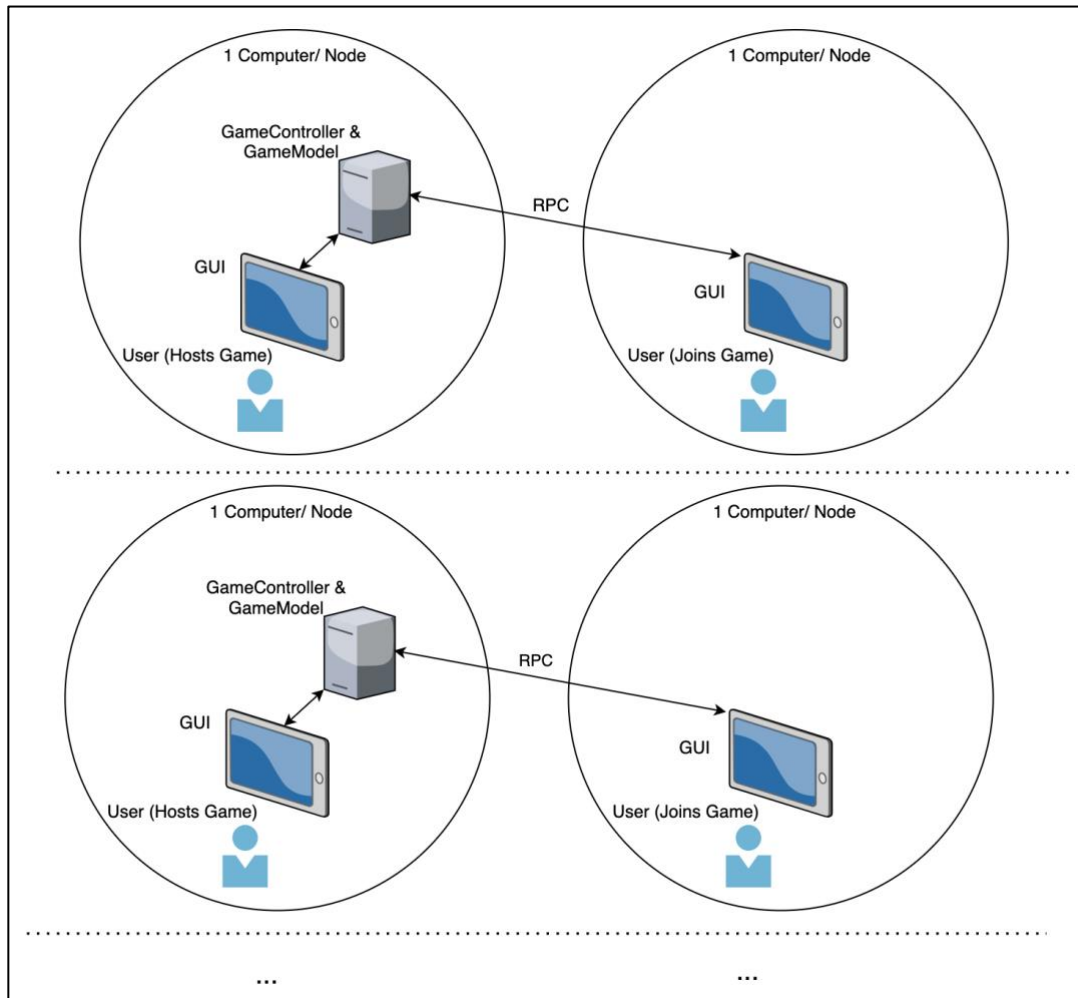 1 Computer/ Node
1 Computer/ Node
GameController &
GameModel
RPC
GUI
GUI
User (Hosts Game)
User (Joins Game)
1 Computer/ Node
1 Computer/ Node
GameController &
GameModel
RPC
GUI
GUI
User (Hosts Game)
User (Joins Game)
...
...